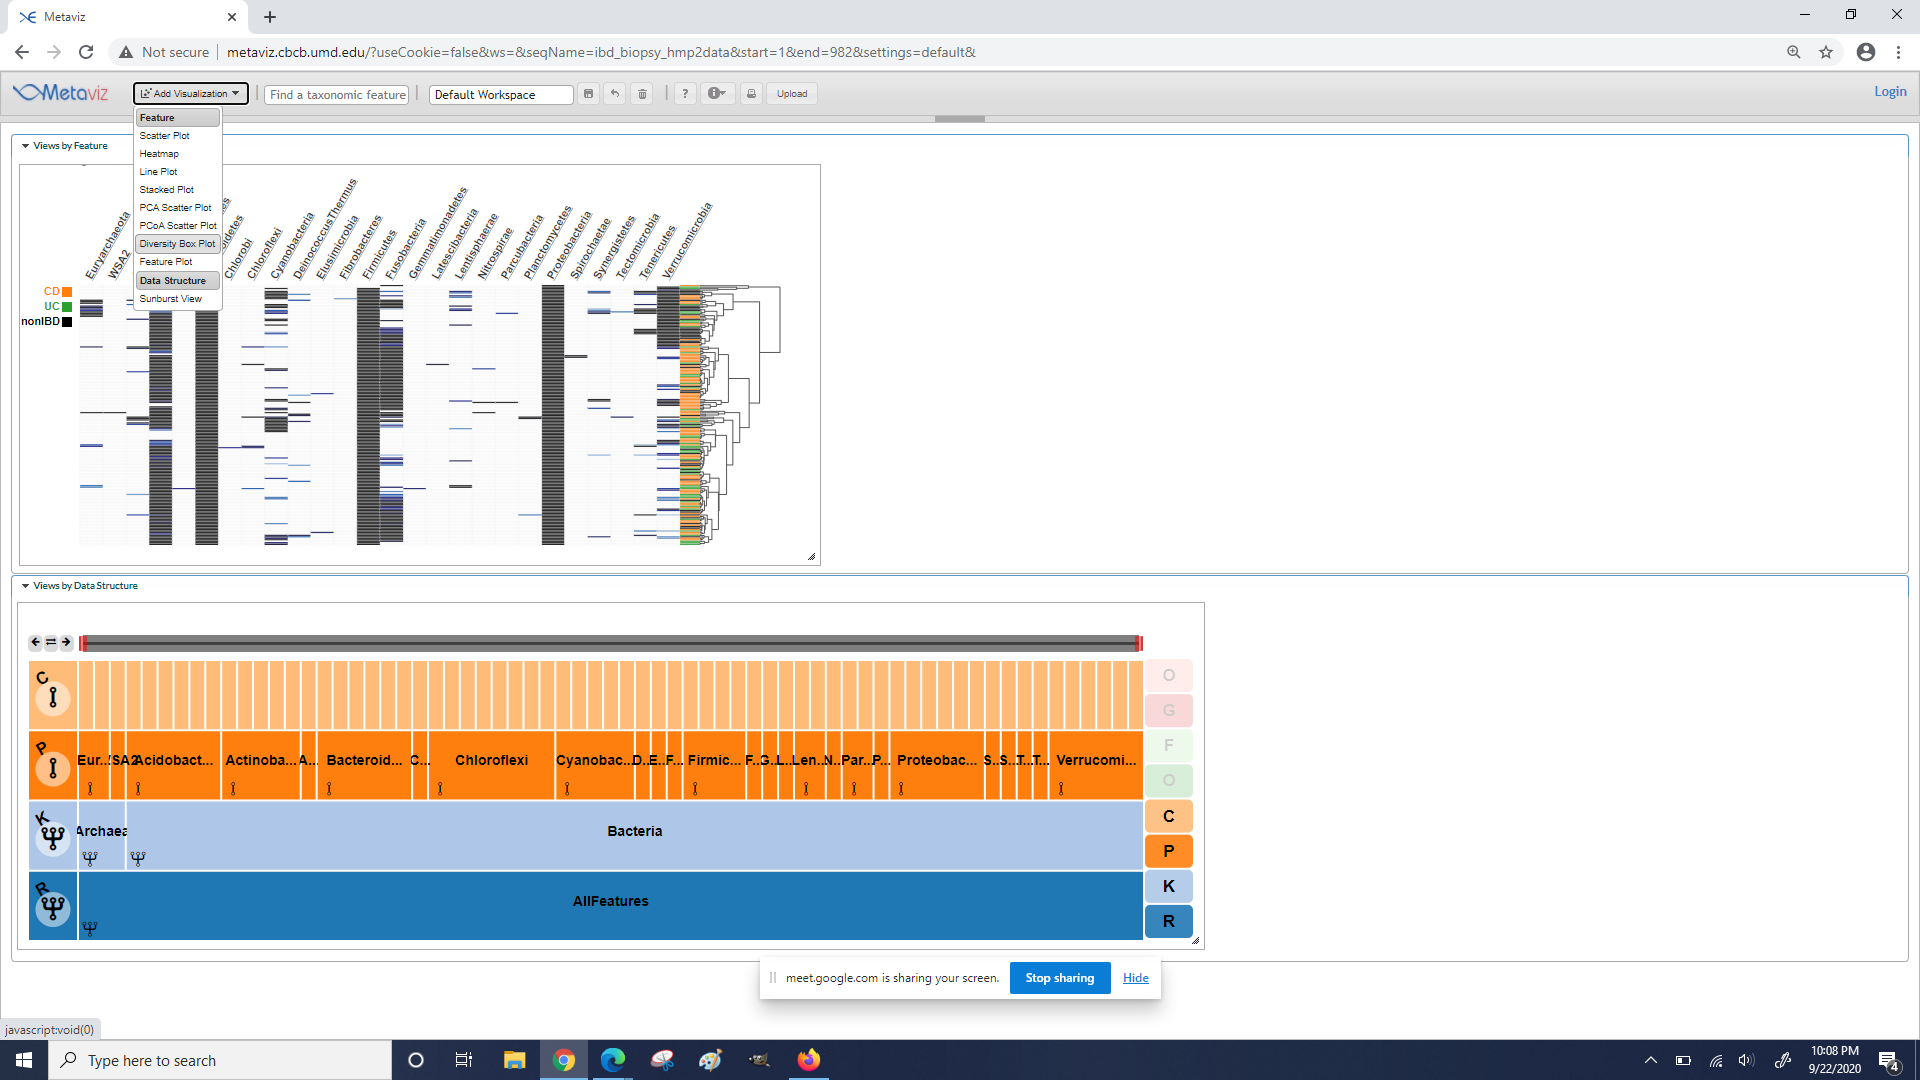 Metaviz
Not secure
metaviz.cbcb.umd.edu/?useCookie=false&ws=&seqName=ibd_biopsy_hmp2data&start=1&end=982&settings=default&
Metaviz
Add Visualization
Find a taxonomic feature
Default Workspace
?
Upload
Login
Feature
Scatter Plot
Heatmap
Line Plot
Stacked Plot
PCA Scatter Plot
PCoA Scatter Plot
Diversity Box Plot
Feature Plot
Data Structure
Sunburst View
Views by Feature
Euryarchaeota
WSA2
Chlorobi
Chloroflexi
Cyanobacteria
DeinococcusThermus
Elusimicrobia
Fibrobacteres
Firmicutes
Fusobacteria
Gemmatimonadetes
Latescibacteria
Lentisphaerae
Nitrospirae
Parcubacteria
Planctomycetes
Proteobacteria
Spirochaetae
Synergistetes
Tectomicrobia
Tenericutes
Verrucomicrobia
CD
UC
nonIBD
Views by Data Structure
C
O
G
P
Eur...
Acidobact...
Actinoba...
A...
Bacteroid...
C...
Chloroflexi
Cyanobac...
D...
E...
F...
Firmic...
F...
G...
L...
Len...
N...
Par...
P...
Proteobac...
S...
S...
T...
T...
Verrucomi...
F
O
K
Archaea
Bacteria
C
P
R
AllFeatures
K
R
meet.google.com is sharing your screen.
Stop sharing
Hide
javascript:void(0)
Type here to search
10:08 PM
9/22/2020
4